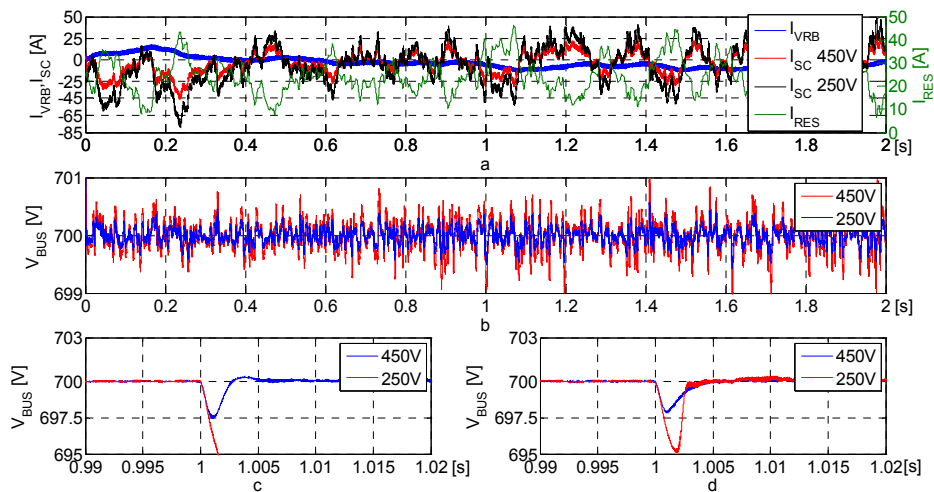 50
25
0
-25
-45
-65
-85
I_VRB, I_SC [A]
50
40
30
20
10
0
I_RES [A]
I_VRB
I_SC 450V
I_SC 250V
I_RES
0 0.2 0.4 0.6 0.8 1 1.2 1.4 1.6 1.8 2 [s]
a
701
700
699
V_BUS [V]
450V
250V
0 0.2 0.4 0.6 0.8 1 1.2 1.4 1.6 1.8 2 [s]
b
703
700
697.5
695
V_BUS [V]
450V
250V
0.99 0.995 1 1.005 1.01 1.015 1.02 [s]
c
703
700
697.5
695
V_BUS [V]
450V
250V
0.99 0.995 1 1.005 1.01 1.015 1.02 [s]
d